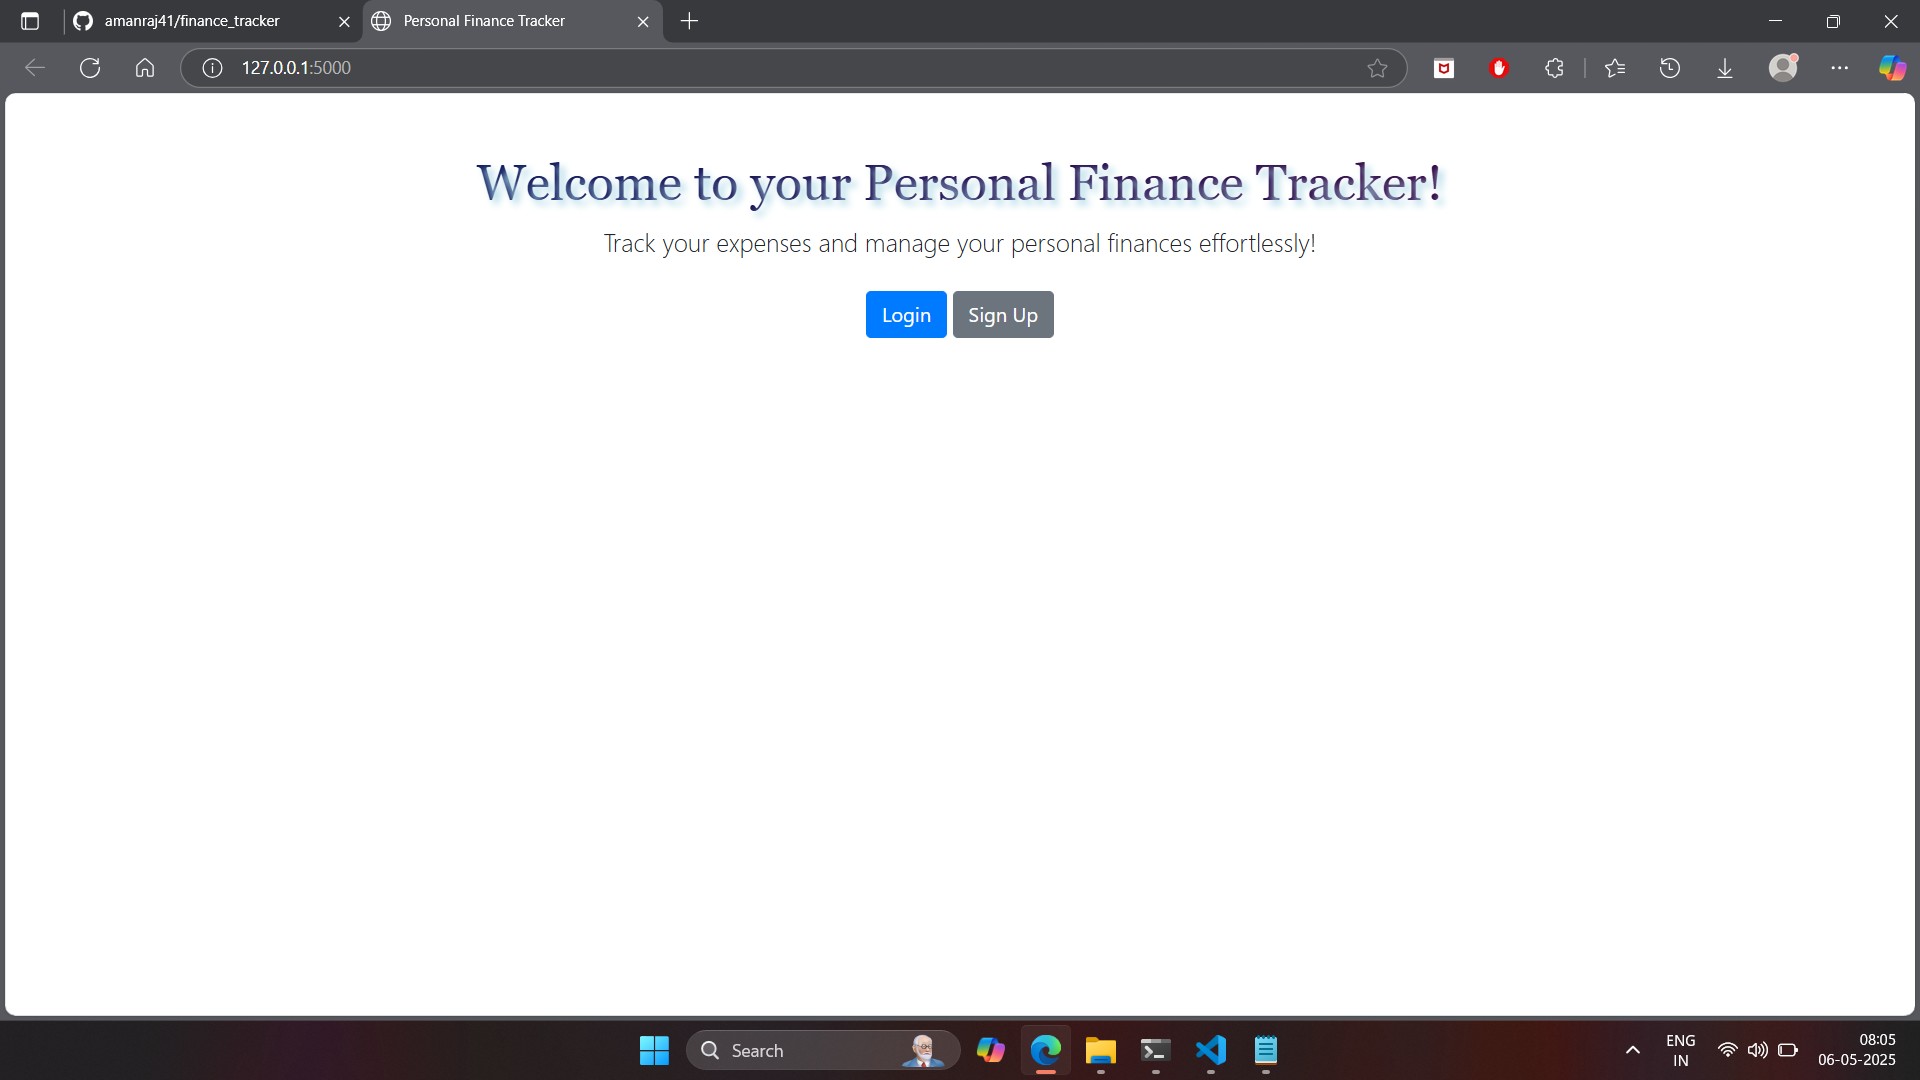 amanraj41/finance_tracker
Personal Finance Tracker
127.0.0.1:5000
Welcome to your Personal Finance Tracker!
Track your expenses and manage your personal finances effortlessly!
Login
Sign Up
Search
ENG
IN
08:05
06-05-2025